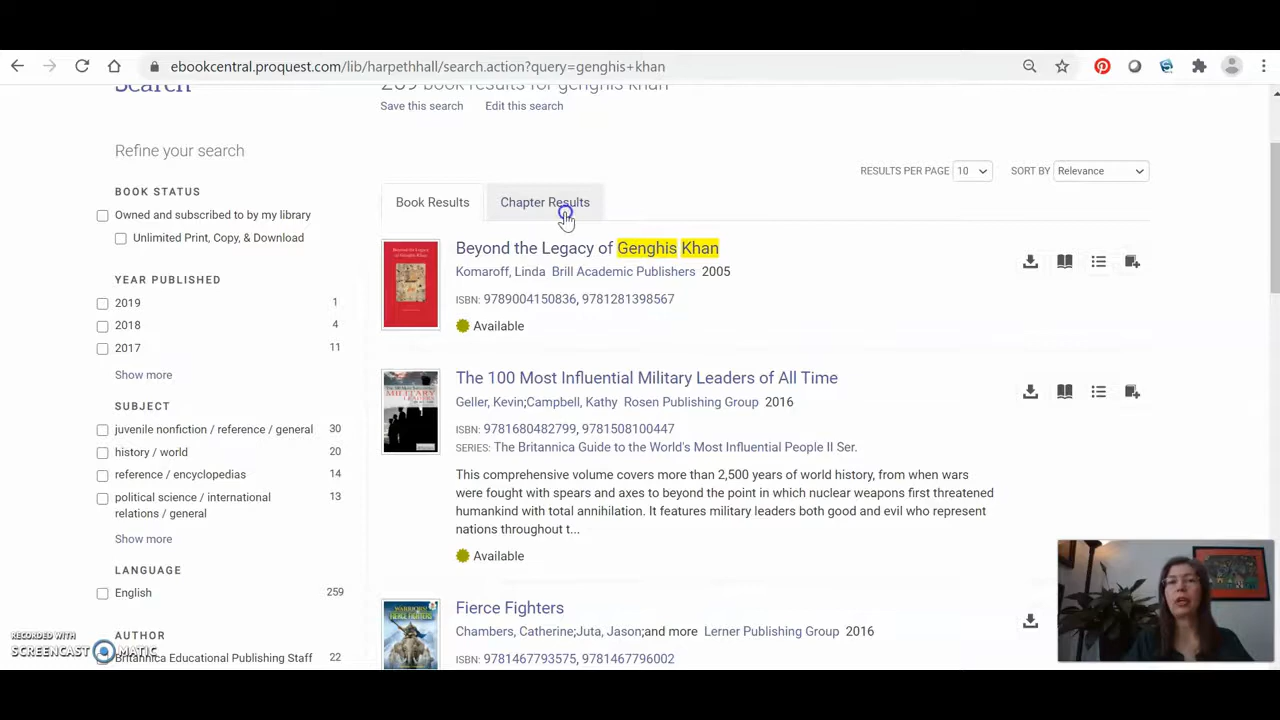 ebookcentral.proquest.com/lib/harpethhall/search.action?query=genghis+khan
Search
259 book results for genghis khan
Save this search Edit this search
Refine your search
RESULTS PER PAGE 10 SORT BY Relevance
BOOK STATUS
Owned and subscribed to by my library
Unlimited Print, Copy, & Download
YEAR PUBLISHED
2019 1
2018 4
2017 11
Show more
SUBJECT
juvenile nonfiction / reference / general 30
history / world 20
reference / encyclopedias 14
political science / international 13
relations / general
Show more
LANGUAGE
English 259
AUTHOR
Britannica Educational Publishing Staff 22
Book Results Chapter Results
Beyond the Legacy of Genghis Khan
Komaroff, Linda Brill Academic Publishers 2005
ISBN: 9789004150836, 9781281398567
Available
The 100 Most Influential Military Leaders of All Time
Geller, Kevin;Campbell, Kathy Rosen Publishing Group 2016
ISBN: 9781680482799, 9781508100447
SERIES: The Britannica Guide to the World's Most Influential People II Ser.
This comprehensive volume covers more than 2,500 years of world history, from when wars
were fought with spears and axes to beyond the point in which nuclear weapons first threatened
humankind with total annihilation. It features military leaders both good and evil who represent
nations throughout t...
Available
Fierce Fighters
Chambers, Catherine;Juta, Jason;and more Lerner Publishing Group 2016
ISBN: 9781467793575, 9781467796002
RECORDED WITH
SCREENCAST MATIC